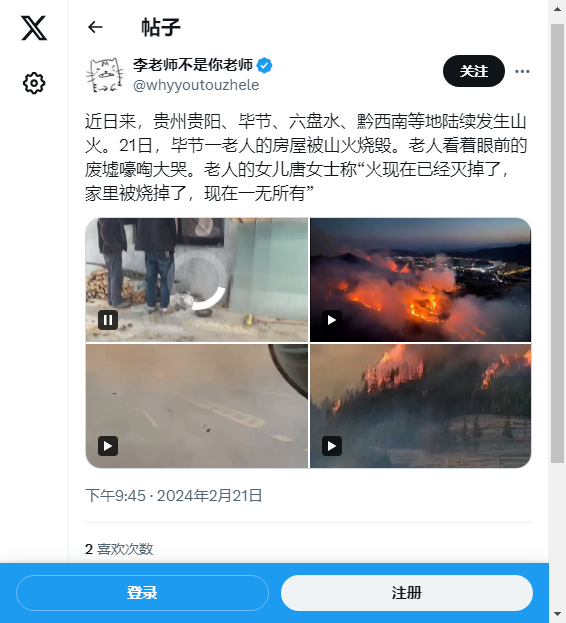 帖子
李老师不是你老师
@whyyoutouzhele
关注
近日来，贵州贵阳、毕节、六盘水、黔西南等地陆续发生山
火。21日，毕节一老人的房屋被山火烧毁。老人看着眼前的
废墟嚎啕大哭。老人的女儿唐女士称“火现在已经灭掉了，
家里被烧掉了，现在一无所有”
下午9:45 · 2024年2月21日
2 喜欢次数
登录
注册